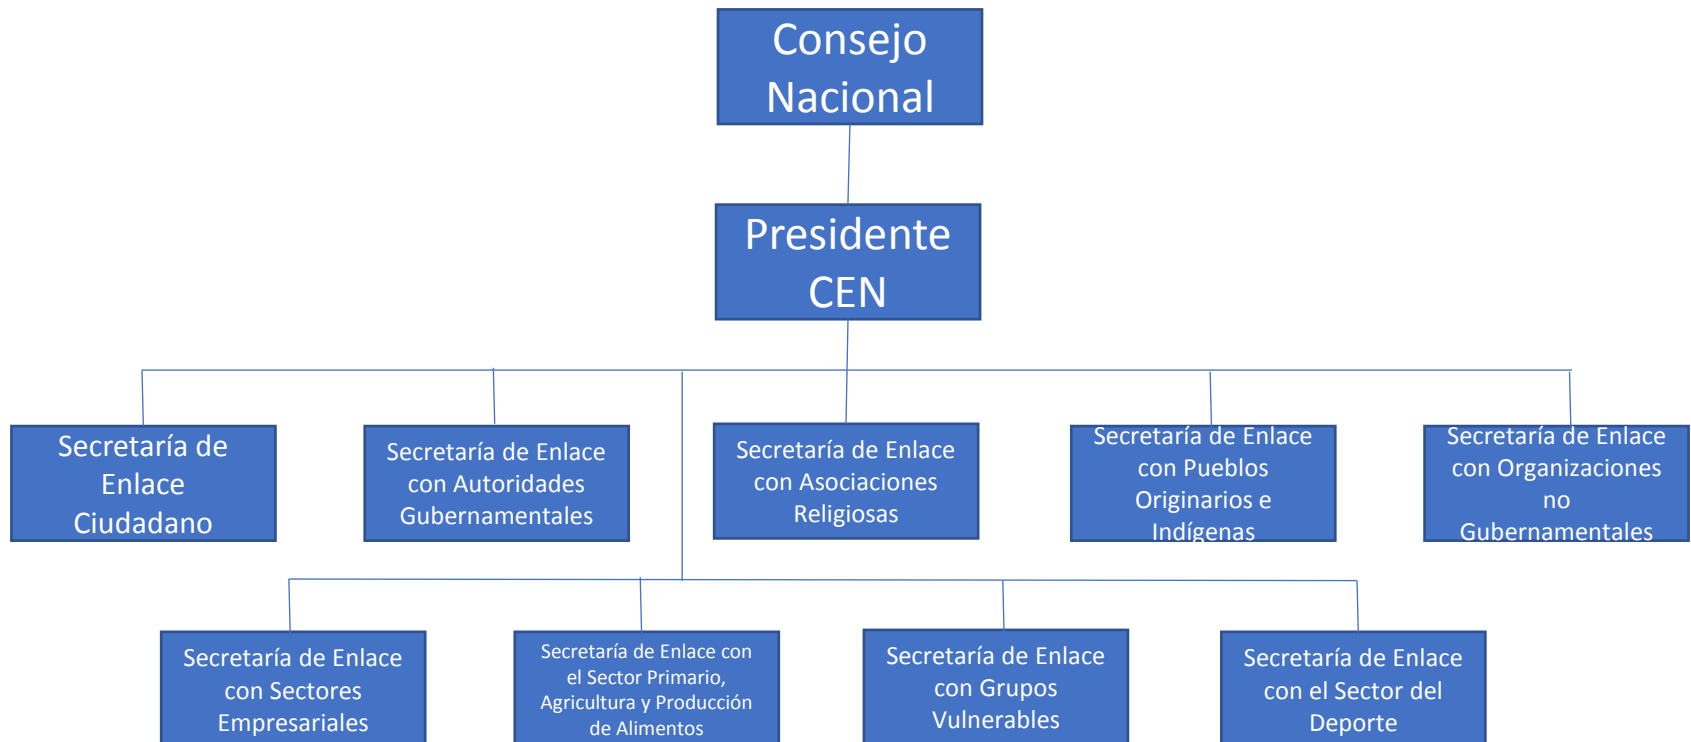 Consejo
Nacional
Presidente
CEN
Secretaría de
Enlace
Ciudadano
Secretaría de Enlace
con Autoridades
Gubernamentales
Secretaría de Enlace
con Asociaciones
Religiosas
Secretaría de Enlace
con Pueblos
Originarios e
Indígenas
Secretaría de Enlace
con Organizaciones
no
Gubernamentales
Secretaría de Enlace
con Sectores
Empresariales
Secretaría de Enlace con
el Sector Primario,
Agricultura y Producción
de Alimentos
Secretaría de Enlace
con Grupos
Vulnerables
Secretaría de Enlace
con el Sector del
Deporte